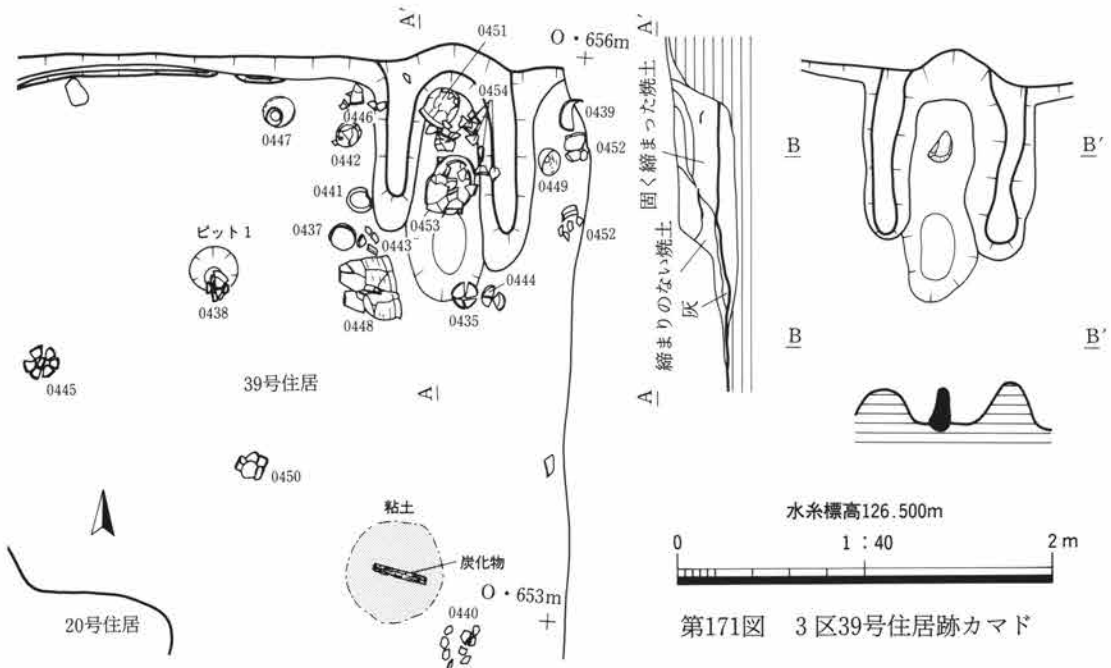 A′
0451
O・656m
0454
0446
0447
0442
0439
0452
0449
0441
0437
0453
0443
0452
ピット1
0438
0448
0444
0435
0445
39号住居
A
0450
粘土
炭化物
O・653m
0440
20号住居
A′
固く締まった焼土
締まりのない焼土
灰
A
B
B′
B
B′
水糸標高126.500m
0
1:40
2m
第171図 3区39号住居跡カマド